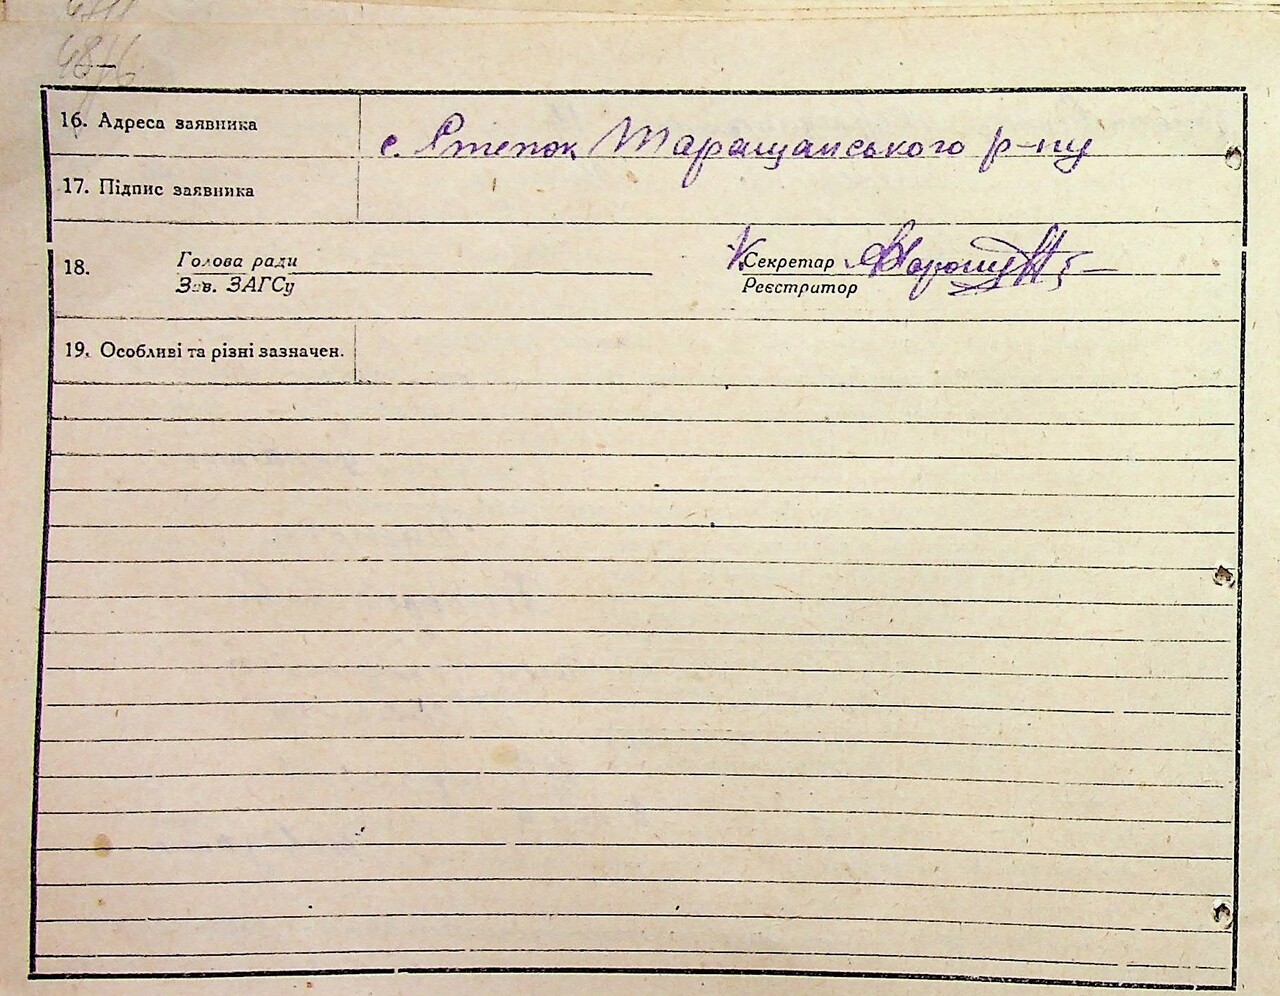 16. Адреса заявника
с. Степок Таращанського р-ну
17. Підпис заявника
18.
Голова ради
Секретар
Зав. ЗАГСу
Реєстратор
19. Особливі та різні зазначен.